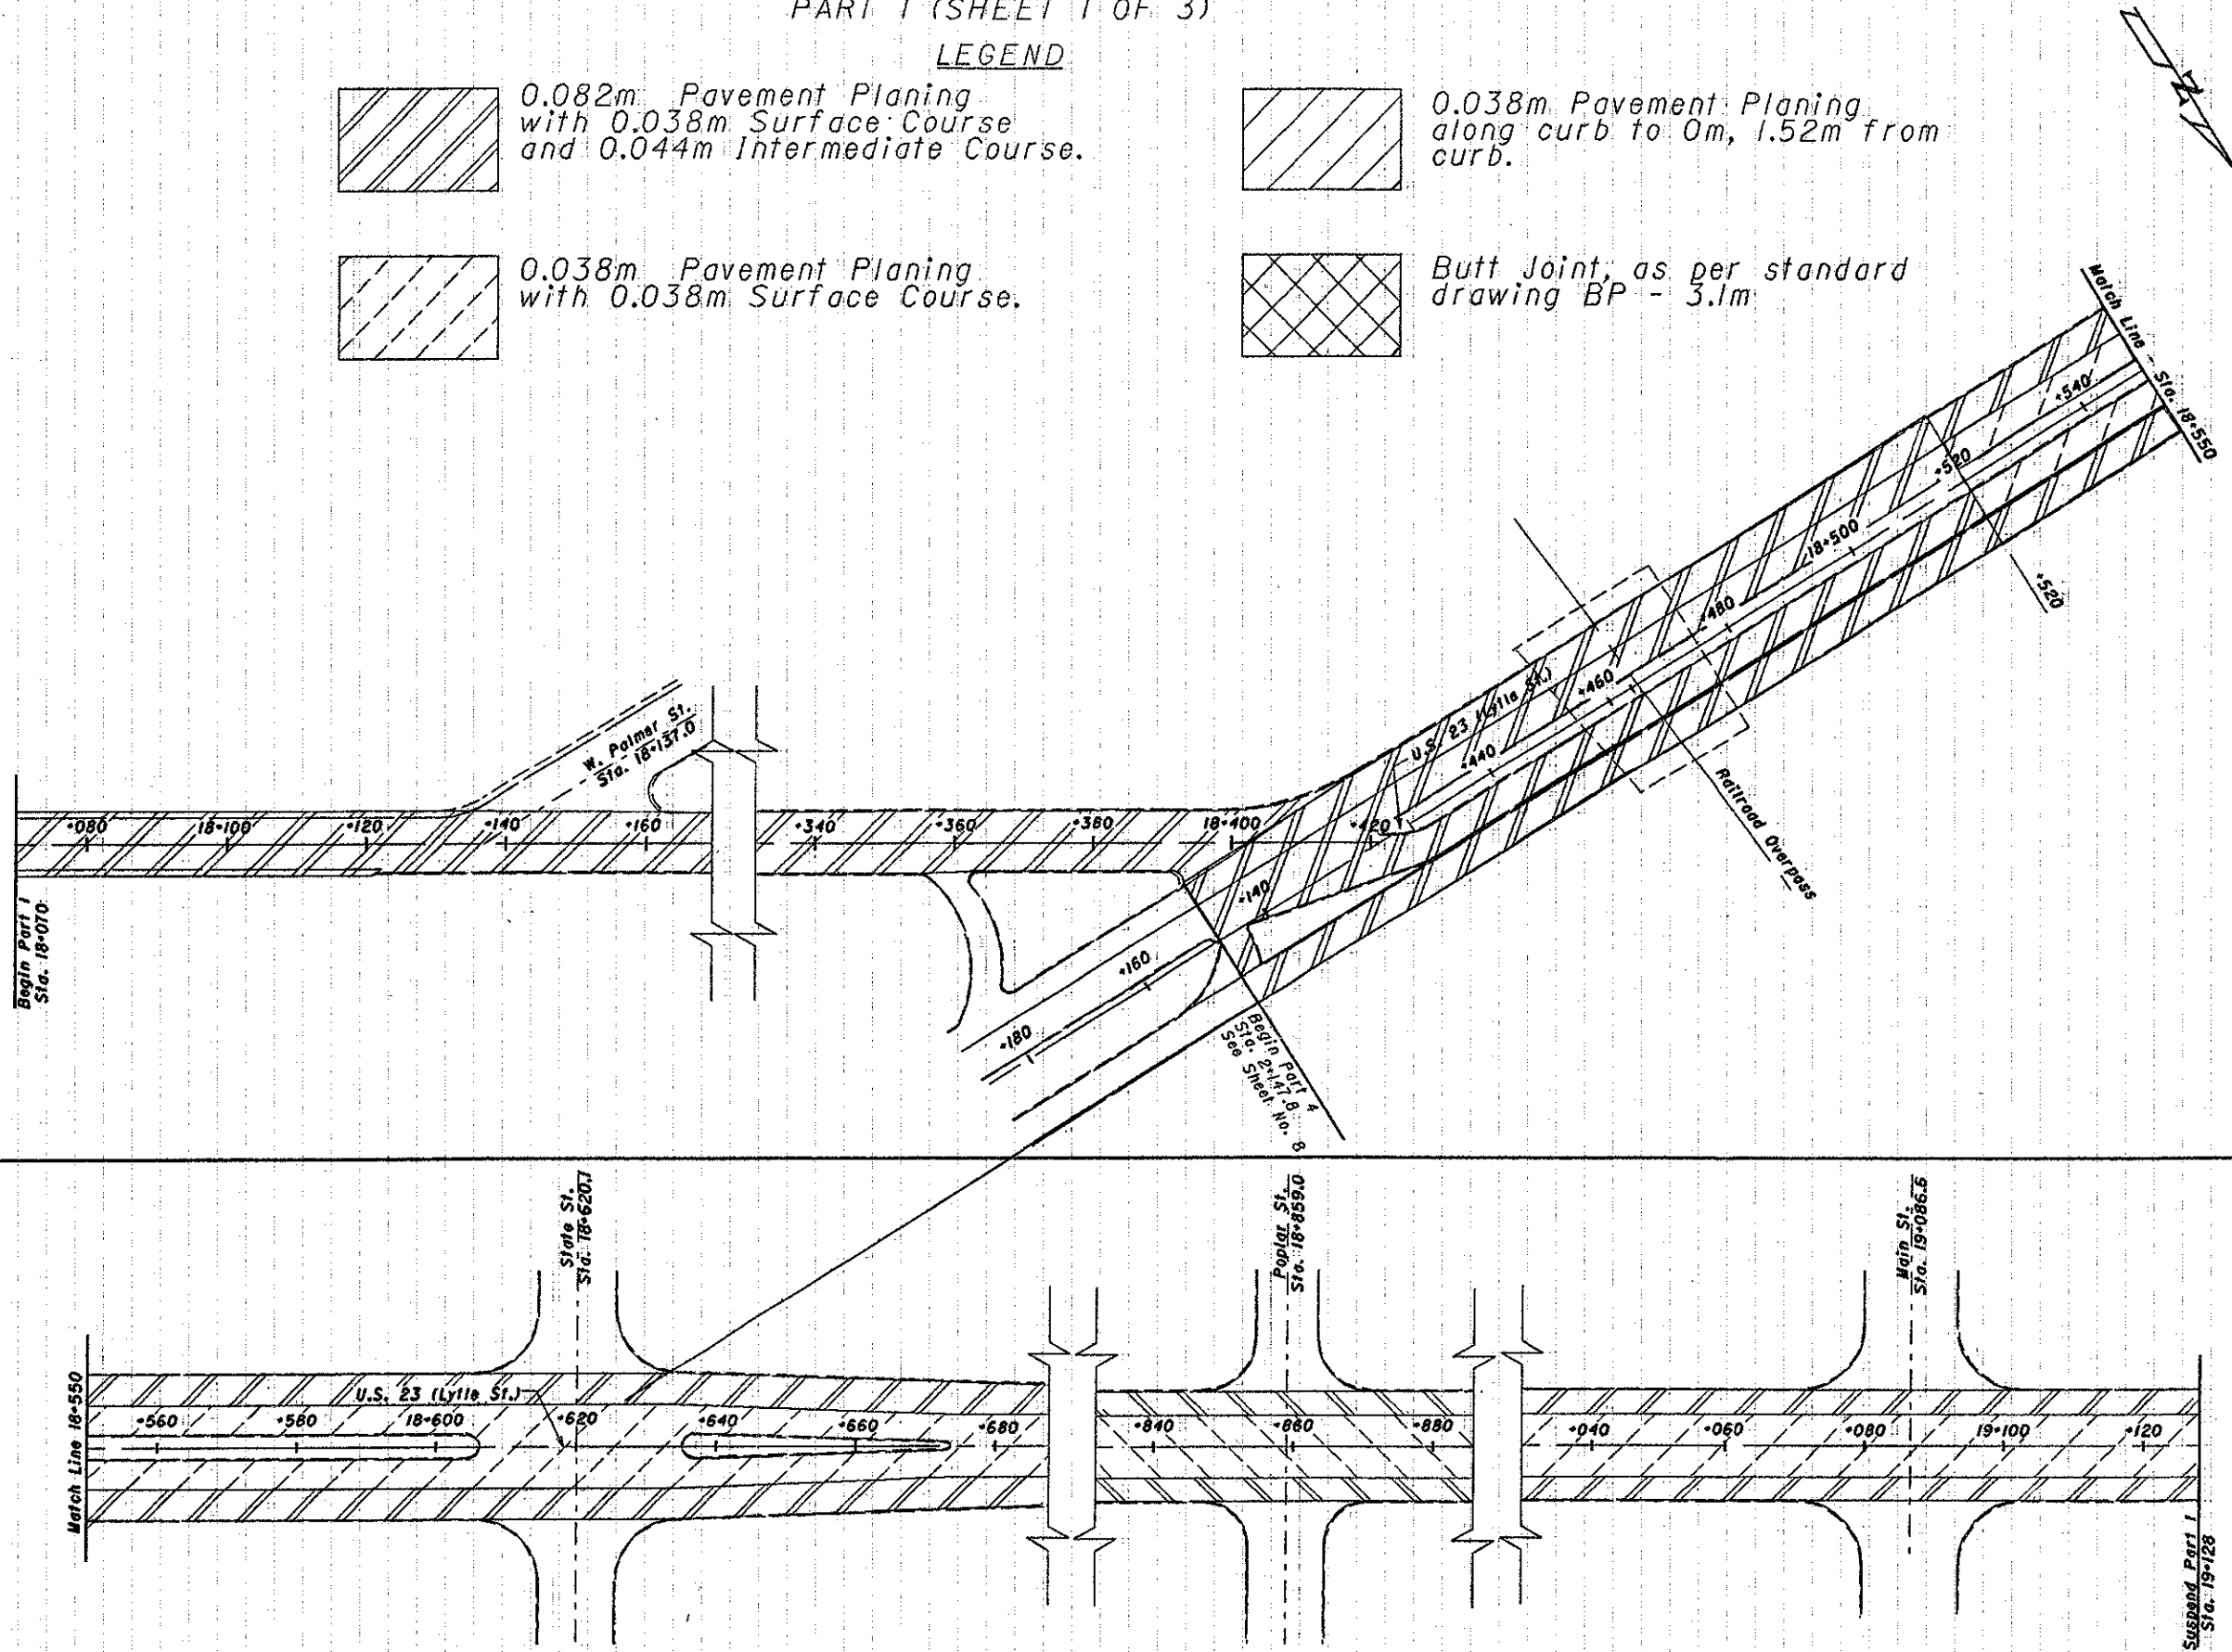 PART 1 (SHEET 1 OF 3)
LEGEND
0.082m Pavement Planing
with 0.038m Surface Course
and 0.044m Intermediate Course.
0.038m Pavement Planing
along curb to 0m, 1.52m from
curb.
0.038m Pavement Planing
with 0.038m Surface Course.
Butt Joint, as per standard
drawing BP - 3.1m
N
Match Line - Sta. 18+550
+540
+520
18+500
+520
+480
+460
U.S. 23 (Lytle St.)
+440
Railroad Overpass
W. Palmer St.
Sta. 18+137.0
+080
18+100
+120
+140
+160
+340
+360
+380
18+400
+420
+140
+160
+180
Begin Part 1
Sta. 18+070
Begin Part 4
Sta. 2+147.8
See Sheet No. 8
State St.
Sta. 18+620.1
Poplar St.
Sta. 18+859.0
Main St.
Sta. 19+086.6
Match Line 18+550
U.S. 23 (Lytle St.)
+560
+580
18+600
+620
+640
+660
+680
+840
+860
+880
+040
+060
+080
19+100
+120
Suspend Part 1
Sta. 19+128